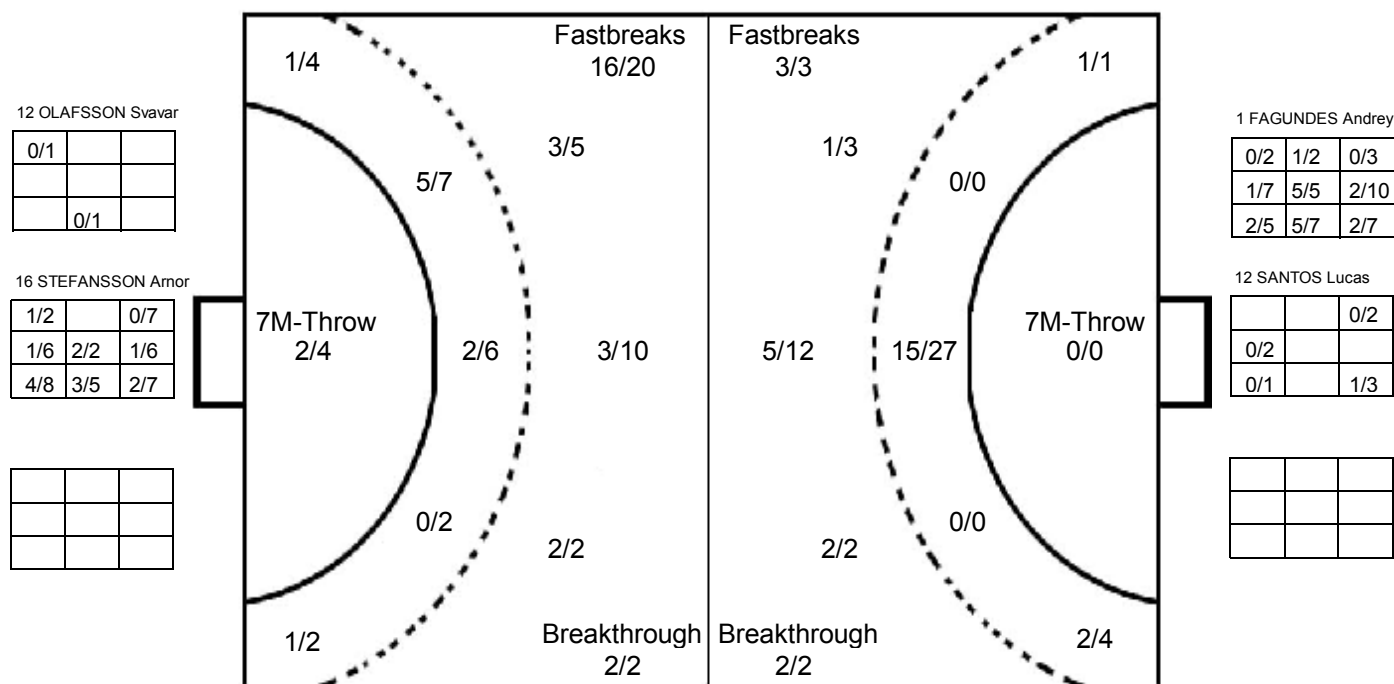 12 OLAFSSON Svavar
0/1
0/1
16 STEFANSSON Arnor
1/2 0/7
1/6 2/2 1/6
4/8 3/5 2/7
Fastbreaks
16/20
1/4
3/5
5/7
7M-Throw
2/4
2/6
3/10
0/2
2/2
1/2
Breakthrough
2/2
Fastbreaks
3/3
1/1
1/3
0/0
5/12
15/27
7M-Throw
0/0
0/0
2/2
2/4
Breakthrough
2/2
1 FAGUNDES Andrey
0/2 1/2 0/3
1/7 5/5 2/10
2/5 5/7 2/7
12 SANTOS Lucas
0/2
0/2
0/1 1/3